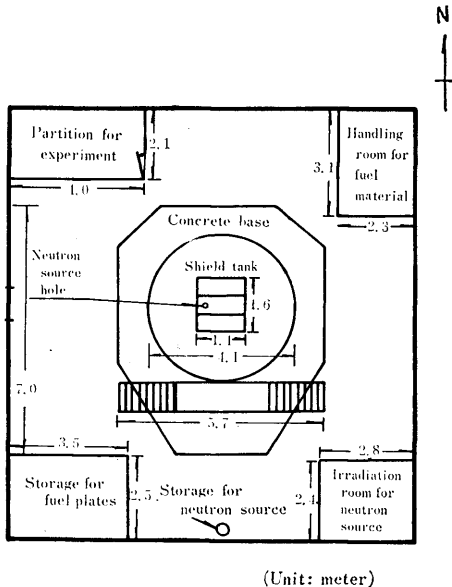 N
Partition for
experiment
2.1
4.0
Handling
room for
fuel
material
3.1
2.3
Concrete base
Neutron
source
hole
Shield tank
1.6
1.4
4.1
7.0
5.7
3.5
2.8
Storage for
fuel plates
2.5
Storage for
neutron source
2.4
Irradiation
room for
neutron
source
(Unit: meter)